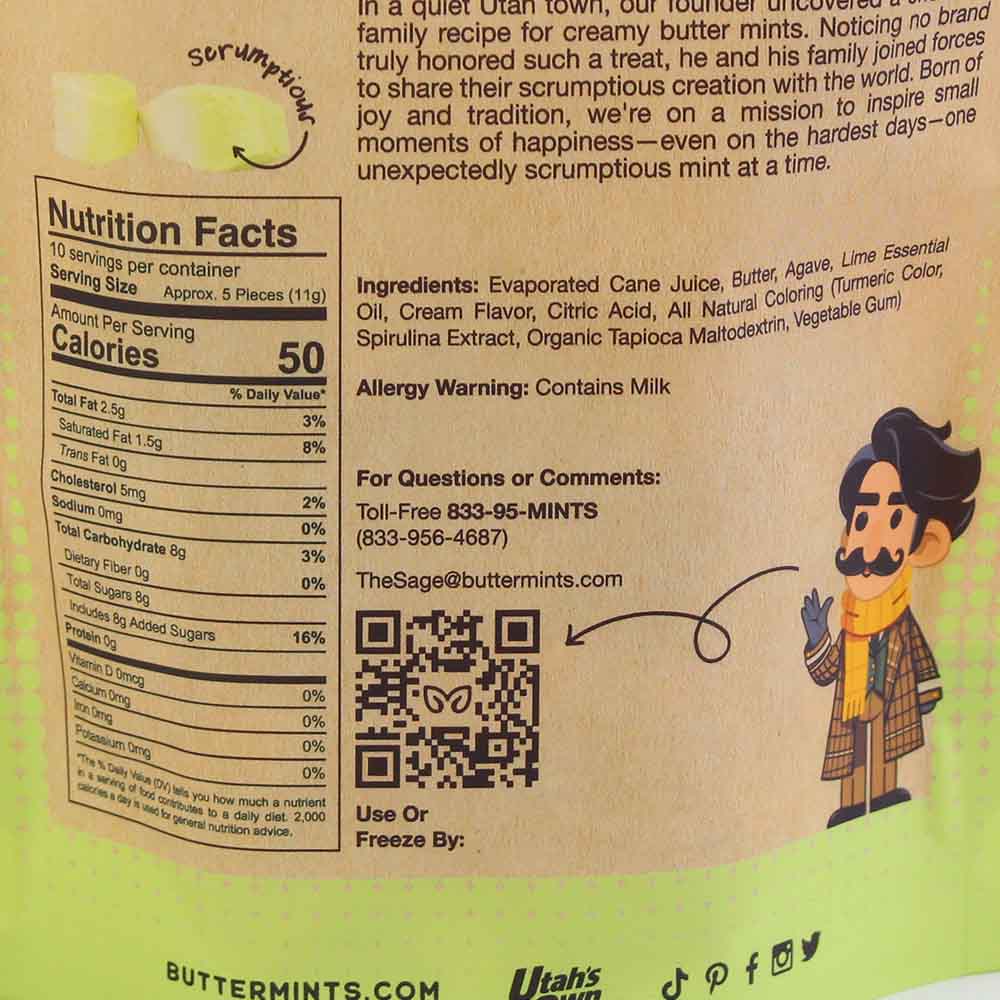 Scrumptious
In a quiet Utah town, our founder uncovered a
family recipe for creamy butter mints. Noticing no brand
truly honored such a treat, he and his family joined forces
to share their scrumptious creation with the world. Born of
joy and tradition, we're on a mission to inspire small
moments of happiness—even on the hardest days—one
unexpectedly scrumptious mint at a time.
Nutrition Facts
10 servings per container
Serving Size Approx. 5 Pieces (11g)
Amount Per Serving
Calories 50
% Daily Value*
Total Fat 2.5g 3%
Saturated Fat 1.5g 8%
Trans Fat 0g
Cholesterol 5mg 2%
Sodium 0mg 0%
Total Carbohydrate 8g 3%
Dietary Fiber 0g 0%
Total Sugars 8g
Includes 8g Added Sugars 16%
Protein 0g
Vitamin D 0mcg 0%
Calcium 0mg 0%
Iron 0mg 0%
Potassium 0mg 0%
*The % Daily Value (DV) tells you how much a nutrient
in a serving of food contributes to a daily diet. 2,000
calories a day is used for general nutrition advice.
Ingredients: Evaporated Cane Juice, Butter, Agave, Lime Essential
Oil, Cream Flavor, Citric Acid, All Natural Coloring (Turmeric Color,
Spirulina Extract, Organic Tapioca Maltodextrin, Vegetable Gum)
Allergy Warning: Contains Milk
For Questions or Comments:
Toll-Free 833-95-MINTS
(833-956-4687)
TheSage@buttermints.com
Use Or
Freeze By:
BUTTERMINTS.COM
Utah's
Own